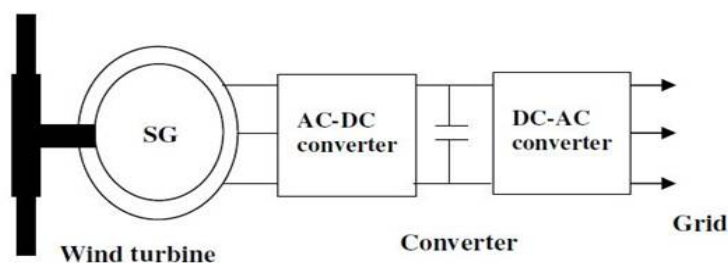 SG
AC-DC
converter
DC-AC
converter
Grid
Wind turbine
Converter